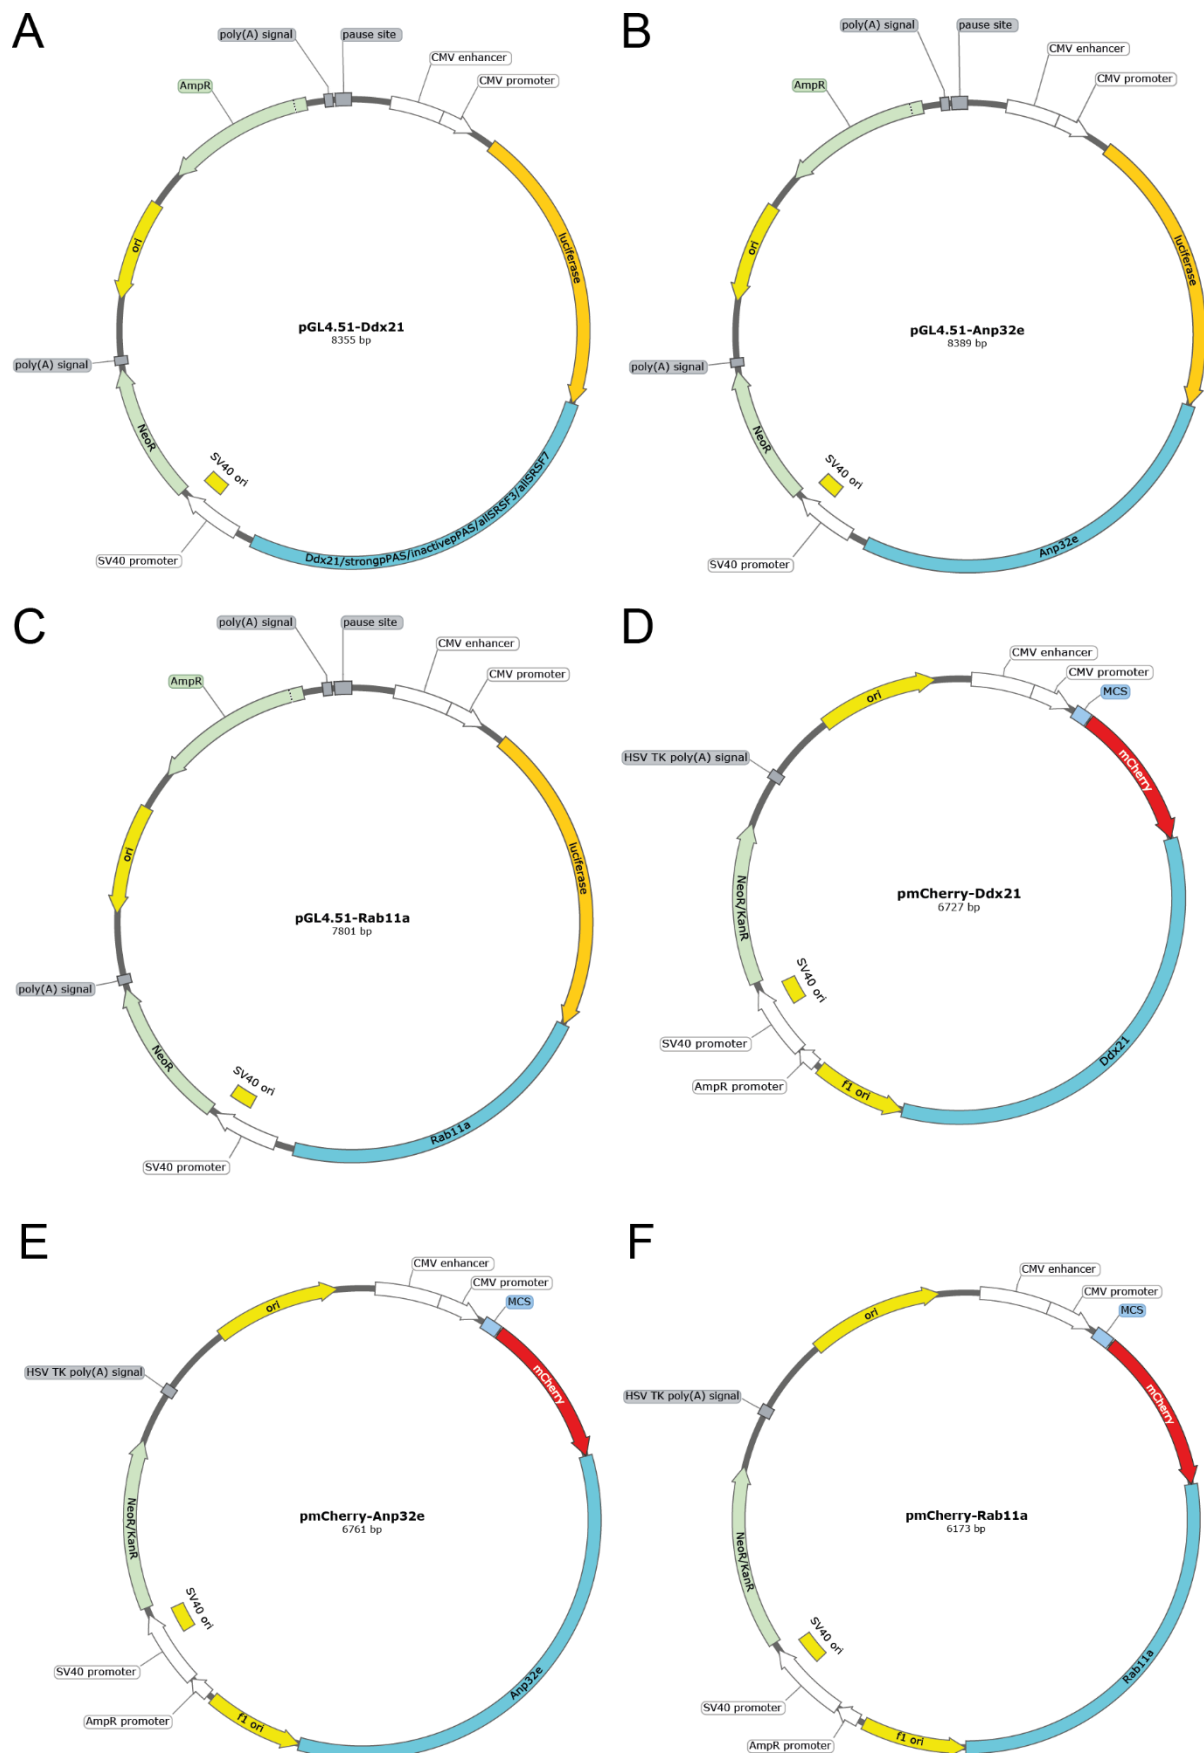 A
poly(A) signal
pause site
CMV enhancer
CMV promoter
AmpR
luciferase
ori
pGL4.51-Ddx21
8355 bp
poly(A) signal
NeoR
SV40 ori
SV40 promoter
Ddx21/strongpPAS/inactivepPAS/allSRSF3/allSRSF7
B
poly(A) signal
pause site
CMV enhancer
CMV promoter
AmpR
luciferase
ori
pGL4.51-Anp32e
8389 bp
poly(A) signal
NeoR
SV40 ori
SV40 promoter
Anp32e
C
poly(A) signal
pause site
CMV enhancer
CMV promoter
AmpR
luciferase
ori
pGL4.51-Rab11a
7801 bp
poly(A) signal
NeoR
SV40 ori
SV40 promoter
Rab11a
D
CMV enhancer
CMV promoter
MCS
ori
mCherry
HSV TK poly(A) signal
pmCherry-Ddx21
6727 bp
NeoR/KanR
SV40 ori
SV40 promoter
AmpR promoter
f1 ori
Ddx21
E
CMV enhancer
CMV promoter
MCS
ori
mCherry
HSV TK poly(A) signal
pmCherry-Anp32e
6761 bp
NeoR/KanR
SV40 ori
SV40 promoter
AmpR promoter
f1 ori
Anp32e
F
CMV enhancer
CMV promoter
MCS
ori
mCherry
HSV TK poly(A) signal
pmCherry-Rab11a
6173 bp
NeoR/KanR
SV40 ori
SV40 promoter
AmpR promoter
f1 ori
Rab11a